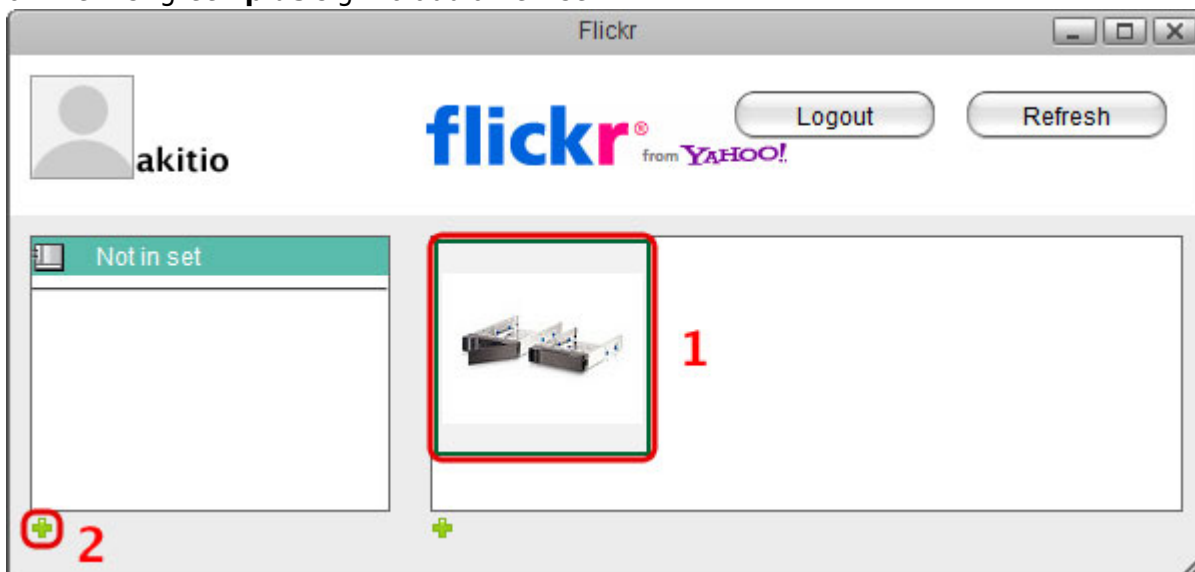 Flickr
akitio
flickr® from YAHOO!
Logout
Refresh
Not in set
1
2